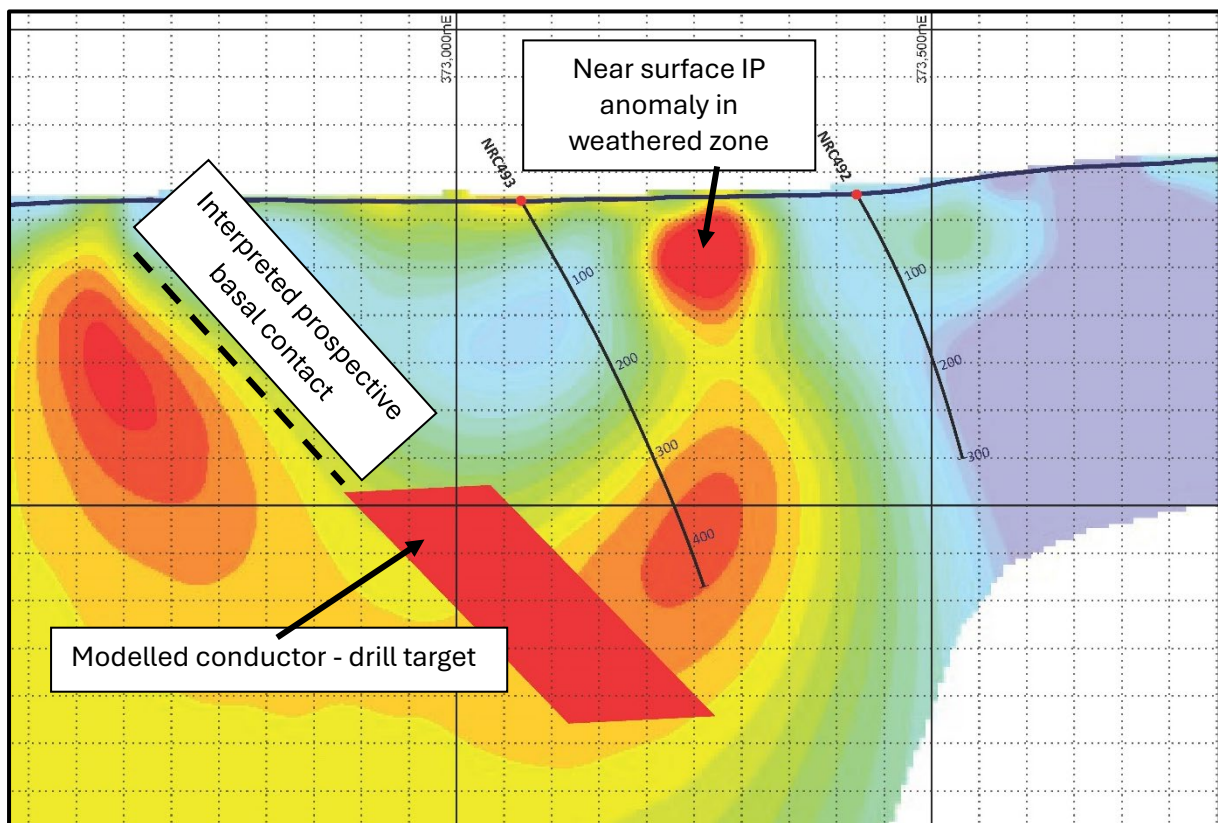 373,000mE
373,500mE
Near surface IP
anomaly in
weathered zone
NRC493
NRC492
Interpreted prospective
basal contact
100
200
300
400
100
200
300
Modelled conductor - drill target